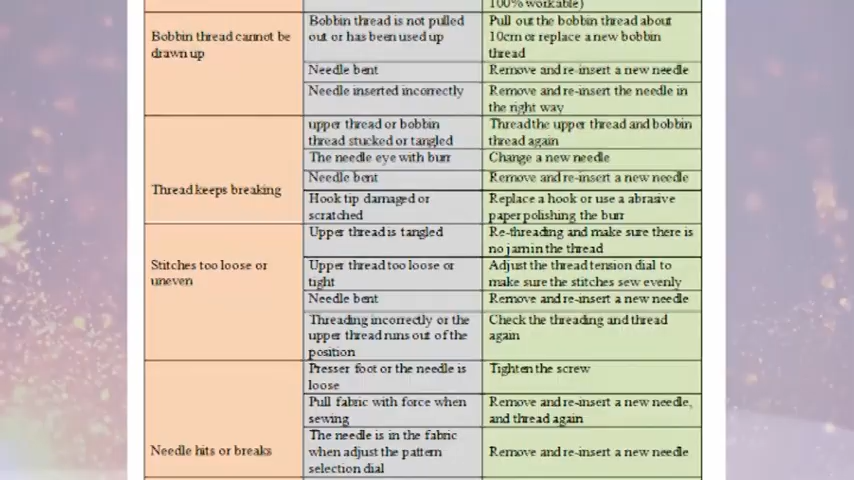 100% workable)
Bobbin thread cannot be
drawn up
Bobbin thread is not pulled
out or has been used up
Pull out the bobbin thread about
10cm or replace a new bobbin
thread
Needle bent
Remove and re-insert a new needle
Needle inserted incorrectly
Remove and re-insert the needle in
the right way
Thread keeps breaking
upper thread or bobbin
thread stucked or tangled
Thread the upper thread and bobbin
thread again
The needle eye with burr
Change a new needle
Needle bent
Remove and re-insert a new needle
Hook tip damaged or
scratched
Replace a hook or use a abrasive
paper polishing the burr
Stitches too loose or
uneven
Upper thread is tangled
Re-threading and make sure there is
no jam in the thread
Upper thread too loose or
tight
Adjust the thread tension dial to
make sure the stitches sew evenly
Needle bent
Remove and re-insert a new needle
Threading incorrectly or the
upper thread runs out of the
position
Check the threading and thread
again
Needle hits or breaks
Presser foot or the needle is
loose
Tighten the screw
Pull fabric with force when
sewing
Remove and re-insert a new needle,
and thread again
The needle is in the fabric
when adjust the pattern
selection dial
Remove and re-insert a new needle